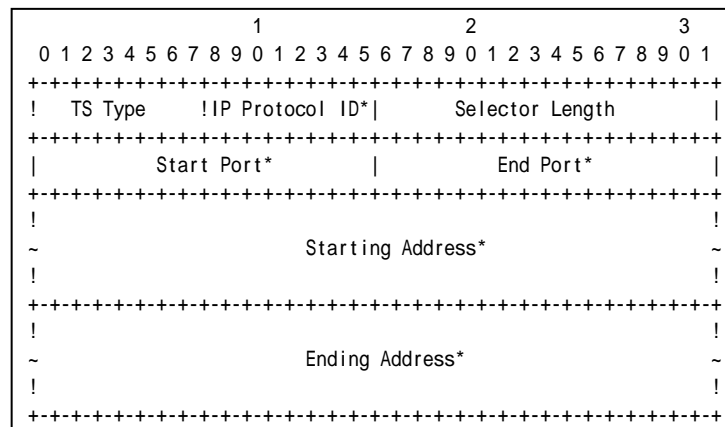 1                   2                   3
 0 1 2 3 4 5 6 7 8 9 0 1 2 3 4 5 6 7 8 9 0 1 2 3 4 5 6 7 8 9 0 1
+-+-+-+-+-+-+-+-+-+-+-+-+-+-+-+-+-+-+-+-+-+-+-+-+-+-+-+-+-+-+-+-+
!   TS Type     !IP Protocol ID*|       Selector Length         |
+-+-+-+-+-+-+-+-+-+-+-+-+-+-+-+-+-+-+-+-+-+-+-+-+-+-+-+-+-+-+-+-+
|           Start Port*         |           End Port*           |
+-+-+-+-+-+-+-+-+-+-+-+-+-+-+-+-+-+-+-+-+-+-+-+-+-+-+-+-+-+-+-+-+
!                                                               !
~                         Starting Address*                     ~
!                                                               !
+-+-+-+-+-+-+-+-+-+-+-+-+-+-+-+-+-+-+-+-+-+-+-+-+-+-+-+-+-+-+-+-+
!                                                               !
~                         Ending Address*                       ~
!                                                               !
+-+-+-+-+-+-+-+-+-+-+-+-+-+-+-+-+-+-+-+-+-+-+-+-+-+-+-+-+-+-+-+-+